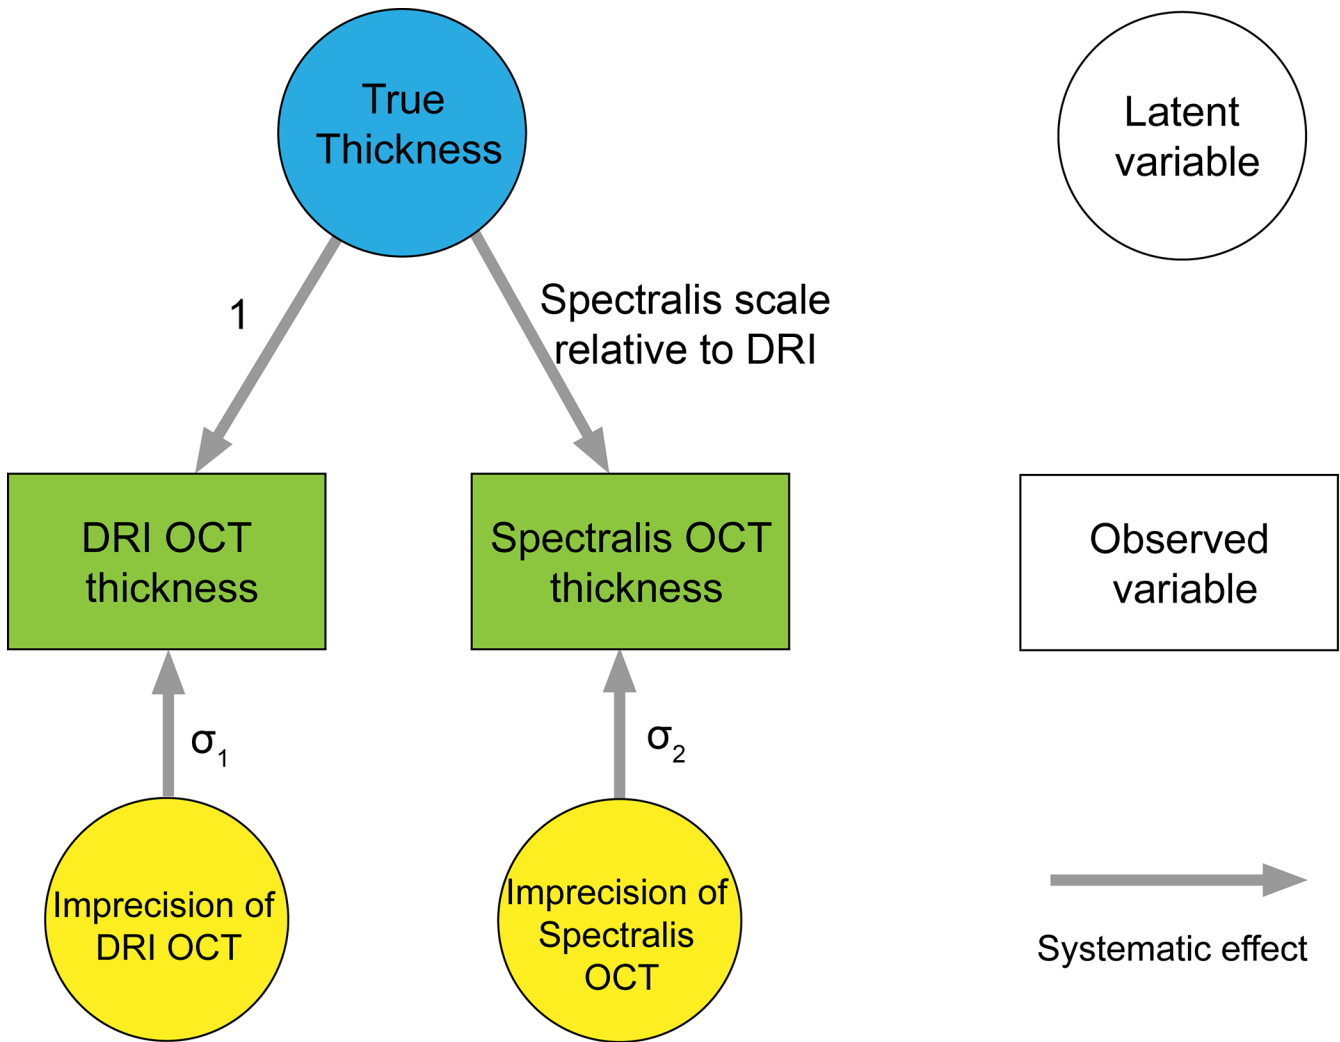 True
Thickness
Latent
variable
1
Spectralis scale
relative to DRI
DRI OCT
thickness
Spectralis OCT
thickness
Observed
variable
σ₁
σ₂
Imprecision of
DRI OCT
Imprecision of
Spectralis
OCT
Systematic effect